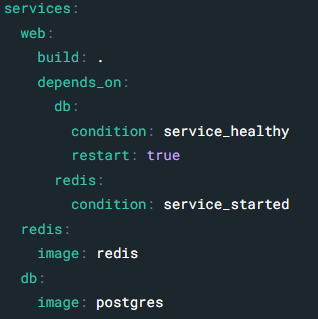 services:
  web:
    build: .
    depends_on:
      db:
        condition: service_healthy
        restart: true
      redis:
        condition: service_started
  redis:
    image: redis
  db:
    image: postgres